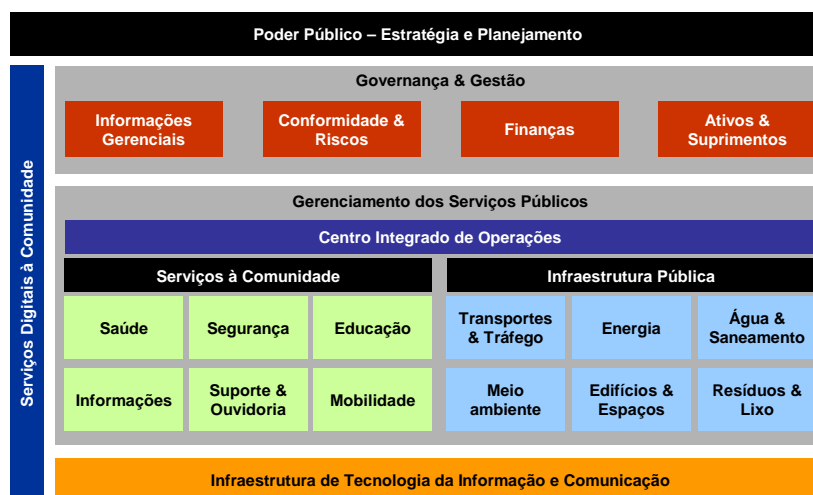 Poder Público – Estratégia e Planejamento
Serviços Digitais à Comunidade
Governança & Gestão
Informações
Gerenciais
Conformidade &
Riscos
Finanças
Ativos &
Suprimentos
Gerenciamento dos Serviços Públicos
Centro Integrado de Operações
Serviços à Comunidade
Infraestrutura Pública
Saúde
Segurança
Educação
Transportes
& Tráfego
Energia
Água &
Saneamento
Informações
Suporte &
Ouvidoria
Mobilidade
Meio
ambiente
Edifícios &
Espaços
Resíduos &
Lixo
Infraestrutura de Tecnologia da Informação e Comunicação